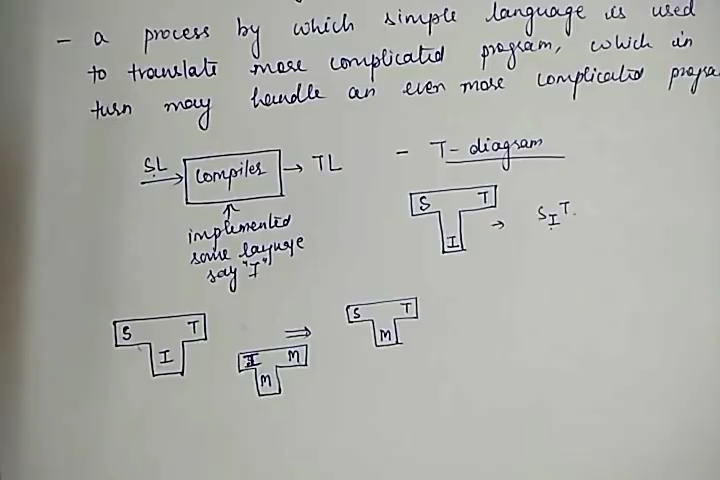 - a process by which simple language is used
to translate more complicated program, which in
turn may handle an even more complicated progra
SL
Compiler → TL
implemented
some language
say "I"
- T-diagram
S T
I
→ S I T.
S T
I
I M
M
⇒
S T
M